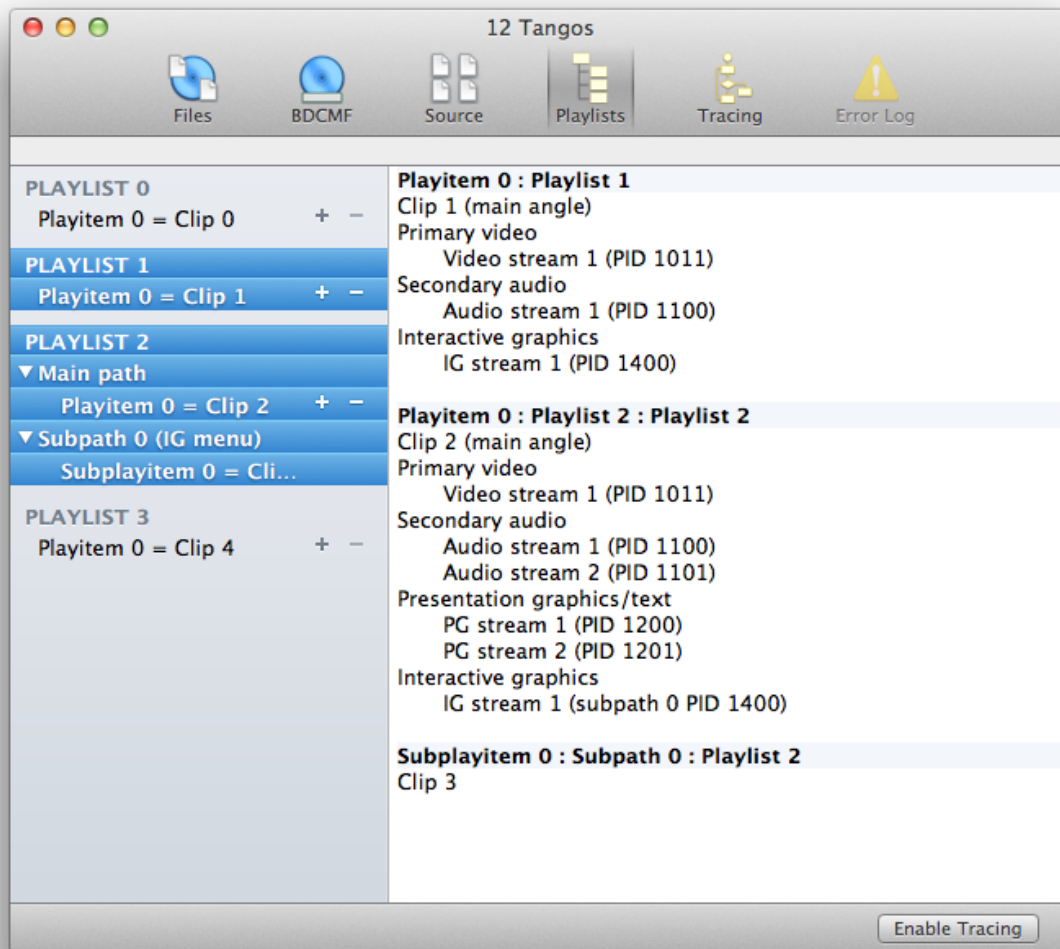 12 Tangos
Files
BDCMF
Source
Playlists
Tracing
Error Log
PLAYLIST 0
Playitem 0 = Clip 0 + −
PLAYLIST 1
Playitem 0 = Clip 1 + −
PLAYLIST 2
Main path
Playitem 0 = Clip 2 + −
Subpath 0 (IG menu)
Subplayitem 0 = Cli...
PLAYLIST 3
Playitem 0 = Clip 4 + −
Playitem 0 : Playlist 1
Clip 1 (main angle)
Primary video
Video stream 1 (PID 1011)
Secondary audio
Audio stream 1 (PID 1100)
Interactive graphics
IG stream 1 (PID 1400)
Playitem 0 : Playlist 2 : Playlist 2
Clip 2 (main angle)
Primary video
Video stream 1 (PID 1011)
Secondary audio
Audio stream 1 (PID 1100)
Audio stream 2 (PID 1101)
Presentation graphics/text
PG stream 1 (PID 1200)
PG stream 2 (PID 1201)
Interactive graphics
IG stream 1 (subpath 0 PID 1400)
Subplayitem 0 : Subpath 0 : Playlist 2
Clip 3
Enable Tracing